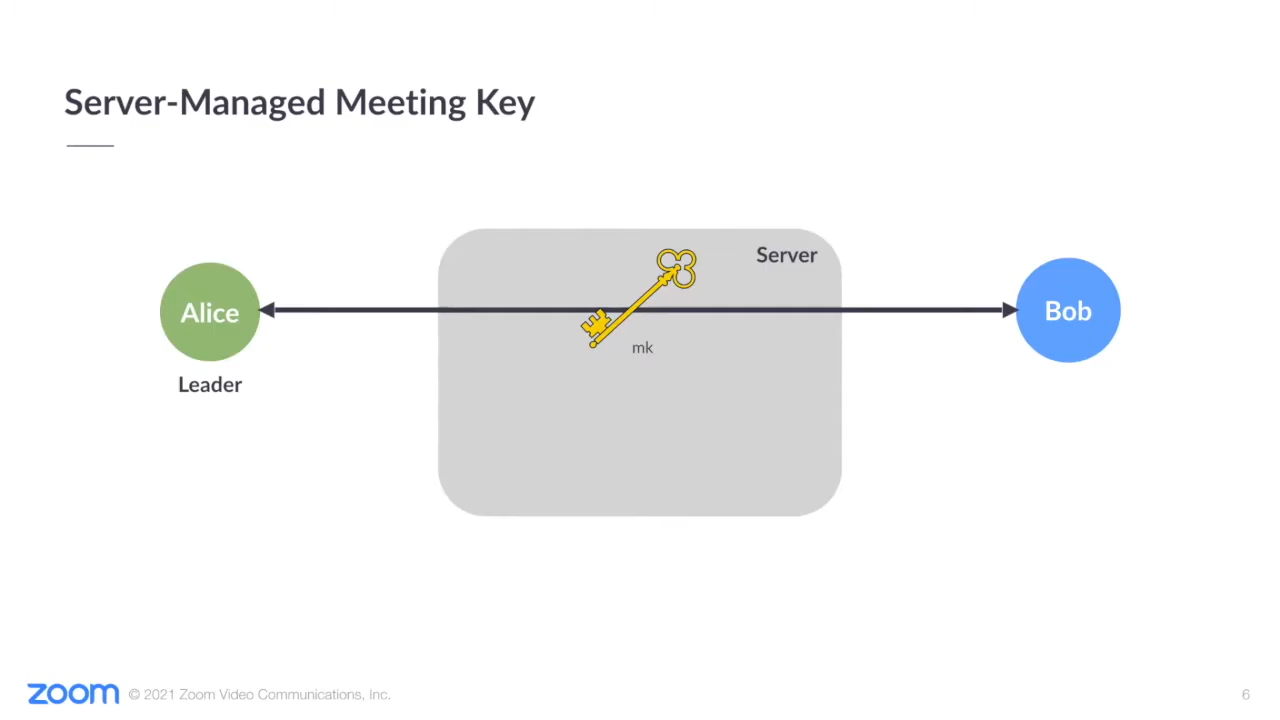 Server-Managed Meeting Key
Server
Alice
Bob
mk
Leader
zoom © 2021 Zoom Video Communications, Inc.
6